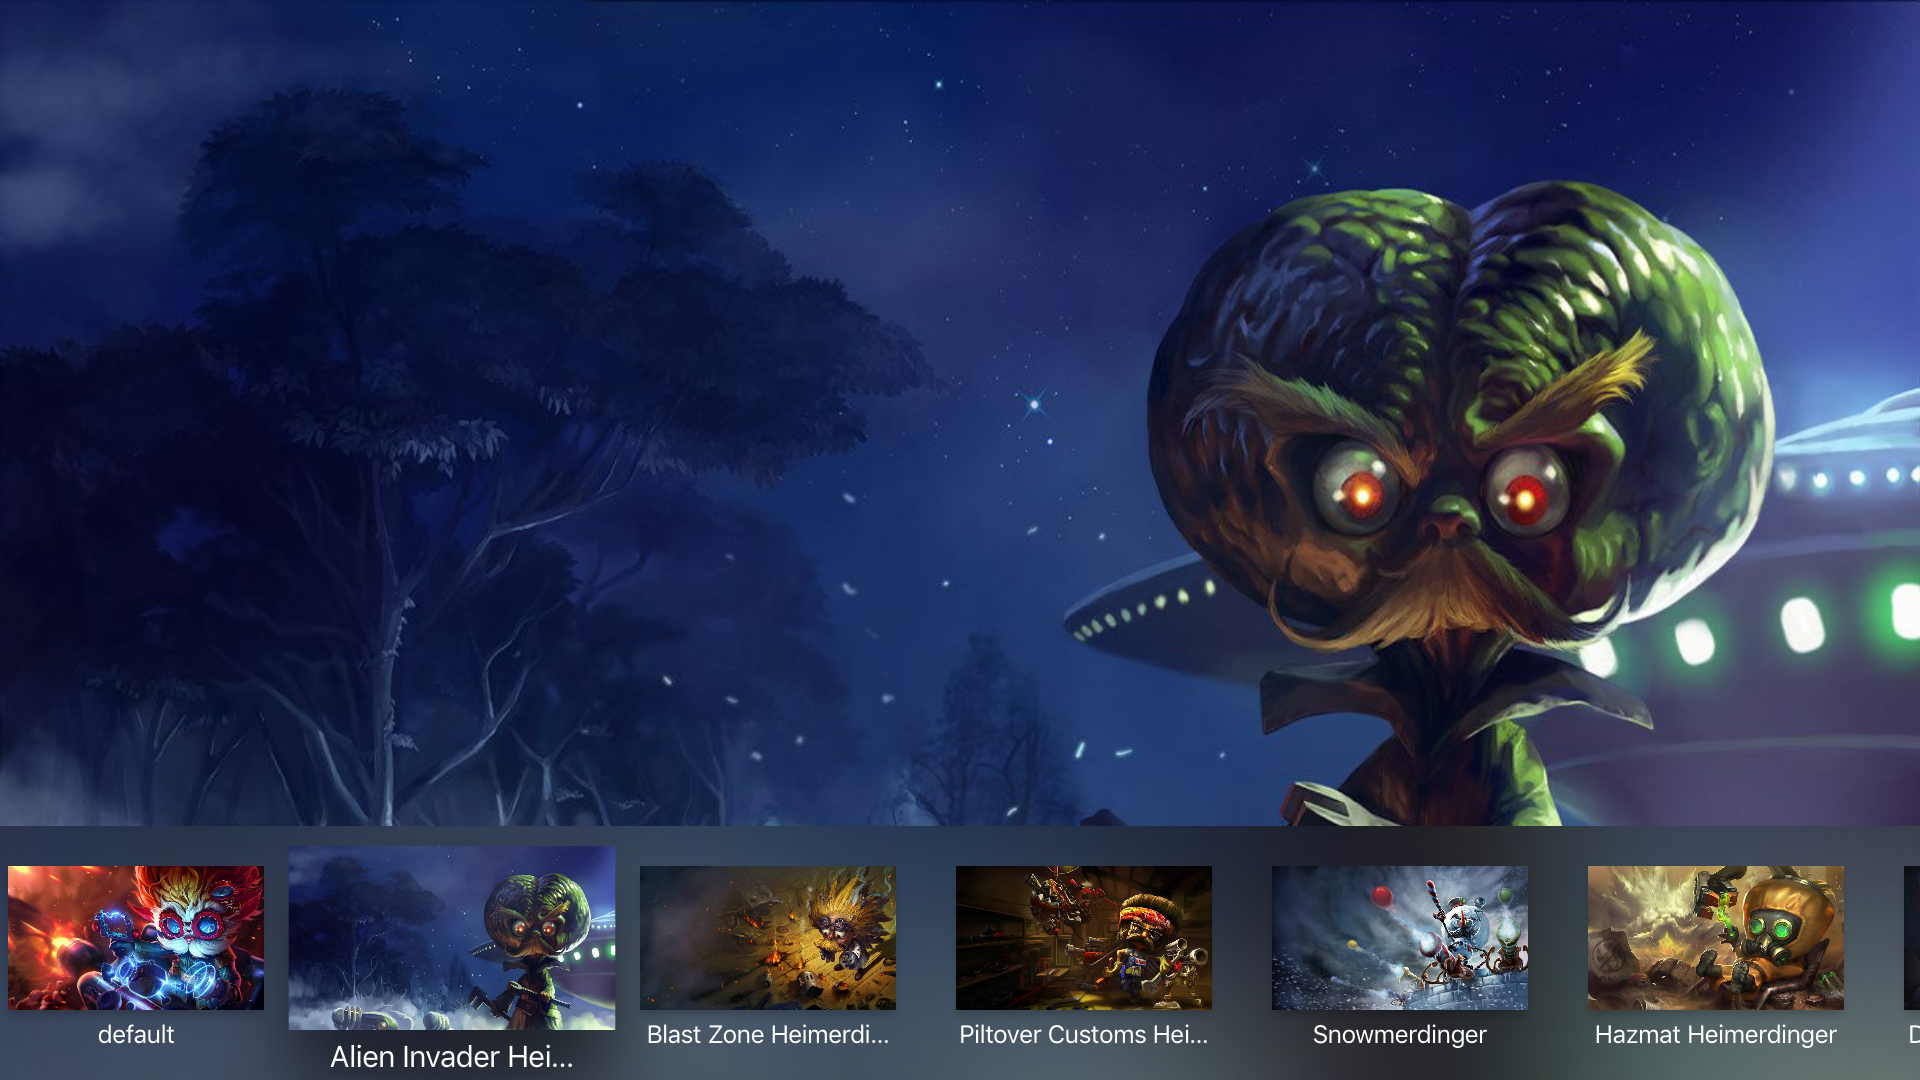 default
Alien Invader Hei...
Blast Zone Heimerdi...
Piltover Customs Hei...
Snowmerdinger
Hazmat Heimerdinger
D